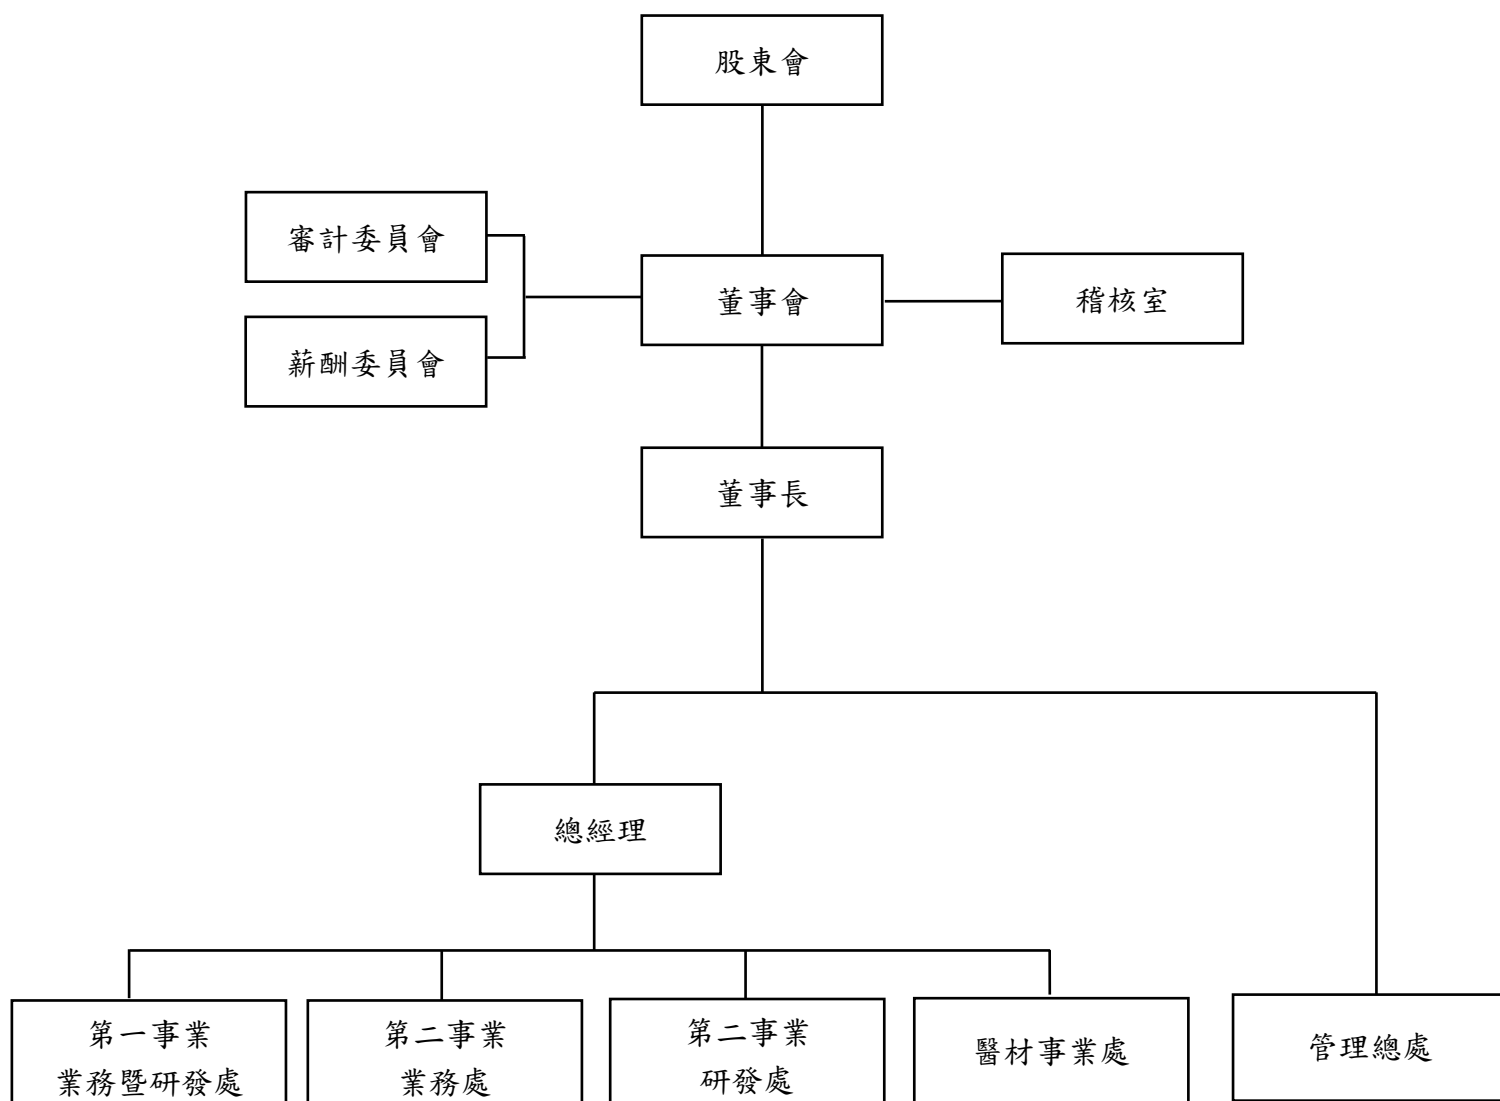 股東會
審計委員會
董事會
稽核室
薪酬委員會
董事長
總經理
第一事業
業務暨研發處
第二事業
業務處
第二事業
研發處
醫材事業處
管理總處